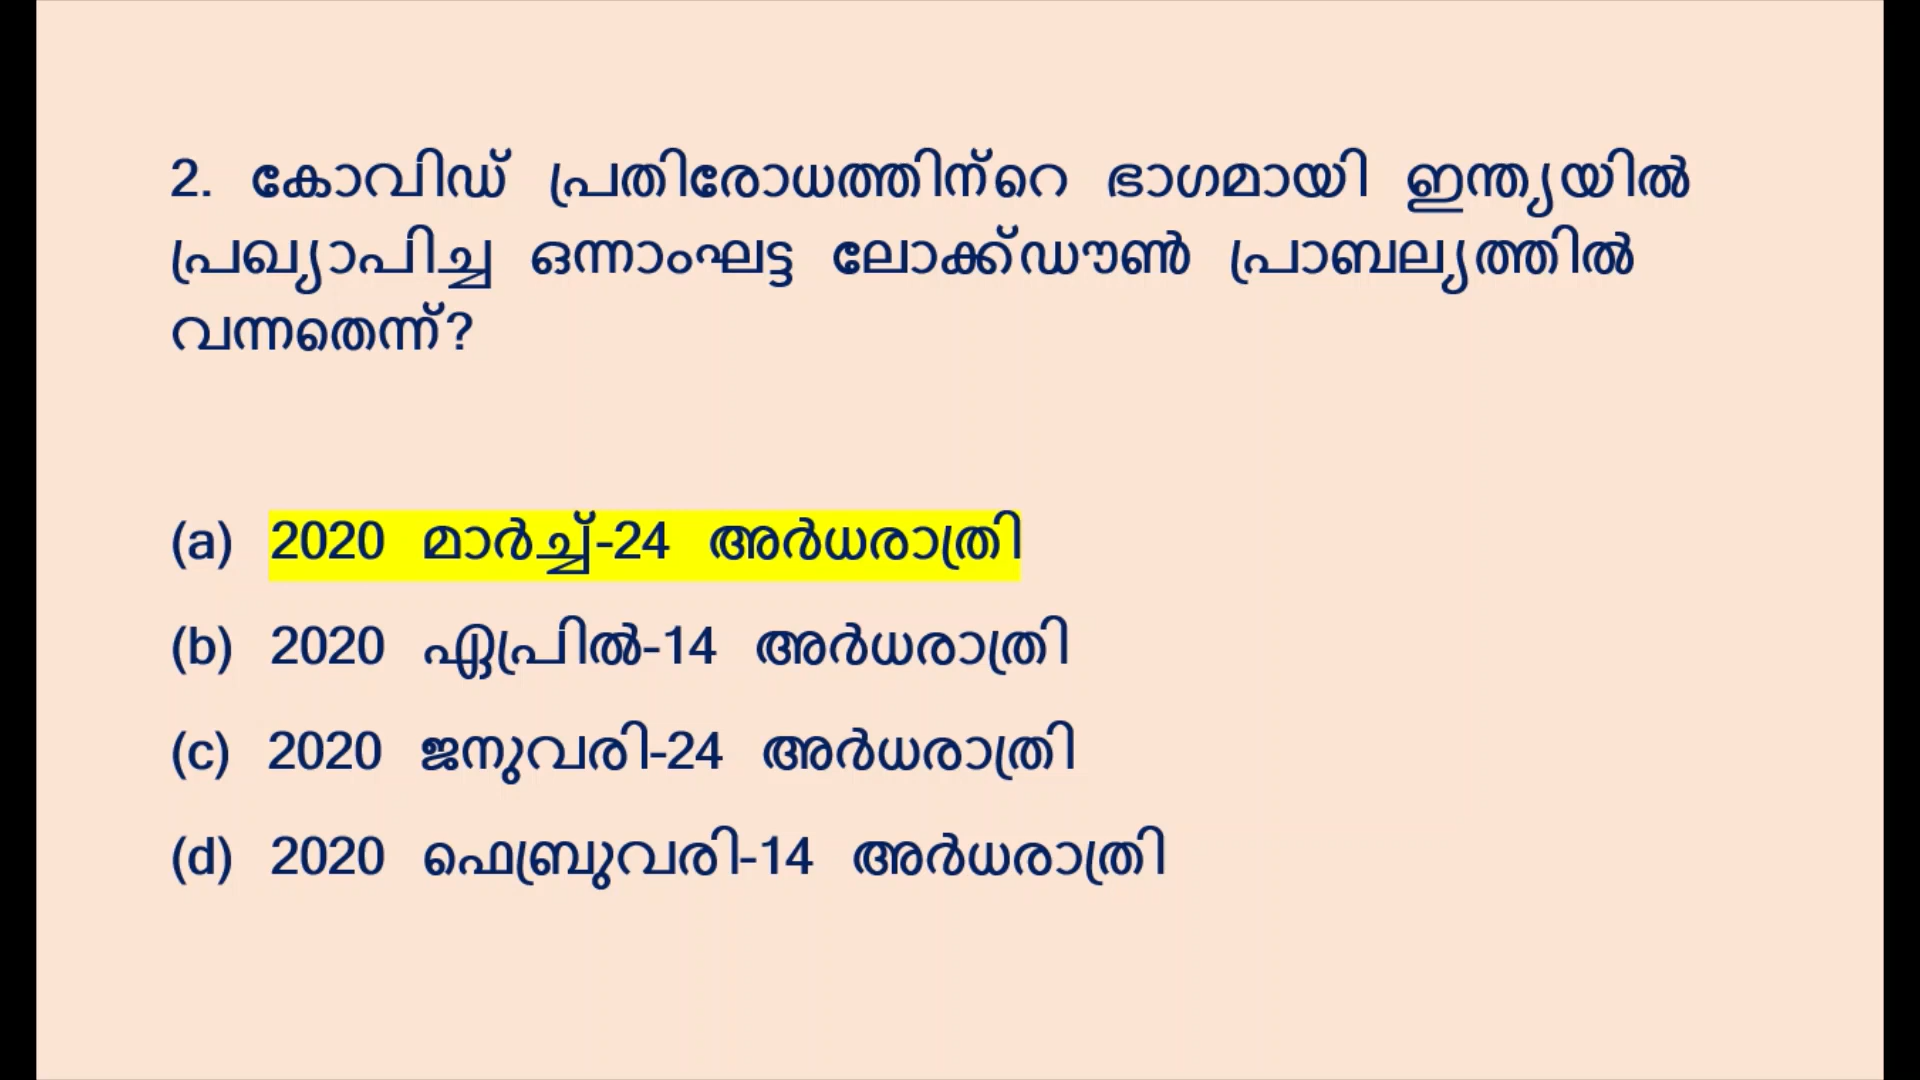 2. കോവിഡ് പ്രതിരോധത്തിന്റെ ഭാഗമായി ഇന്ത്യയിൽ
പ്രഖ്യാപിച്ച ഒന്നാംഘട്ട ലോക്ക്ഡൗൺ പ്രാബല്യത്തിൽ
വന്നതെന്ന്?
(a) 2020 മാർച്ച്-24 അർധരാത്രി
(b) 2020 ഏപ്രിൽ-14 അർധരാത്രി
(c) 2020 ജനുവരി-24 അർധരാത്രി
(d) 2020 ഫെബ്രുവരി-14 അർധരാത്രി